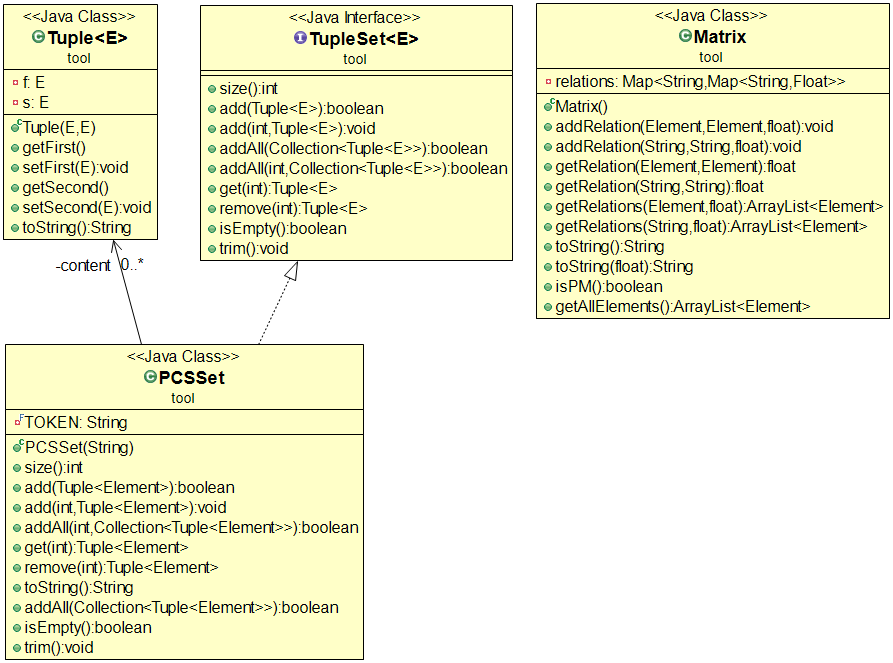 <<Java Class>>
Tuple<E>
tool
f: E
s: E
Tuple(E,E)
getFirst()
setFirst(E):void
getSecond()
setSecond(E):void
toString():String
<<Java Interface>>
TupleSet<E>
tool
size():int
add(Tuple<E>):boolean
add(int,Tuple<E>):void
addAll(Collection<Tuple<E>>):boolean
addAll(int,Collection<Tuple<E>>):boolean
get(int):Tuple<E>
remove(int):Tuple<E>
isEmpty():boolean
trim():void
<<Java Class>>
Matrix
tool
relations: Map<String,Map<String,Float>>
Matrix()
addRelation(Element,Element,float):void
addRelation(String,String,float):void
getRelation(Element,Element):float
getRelation(String,String):float
getRelations(Element,float):ArrayList<Element>
getRelations(String,float):ArrayList<Element>
toString():String
toString(float):String
isPM():boolean
getAllElements():ArrayList<Element>
-content 0..*
<<Java Class>>
PCSSet
tool
TOKEN: String
PCSSet(String)
size():int
add(Tuple<Element>):boolean
add(int,Tuple<Element>):void
addAll(int,Collection<Tuple<Element>>):boolean
get(int):Tuple<Element>
remove(int):Tuple<Element>
toString():String
addAll(Collection<Tuple<Element>>):boolean
isEmpty():boolean
trim():void